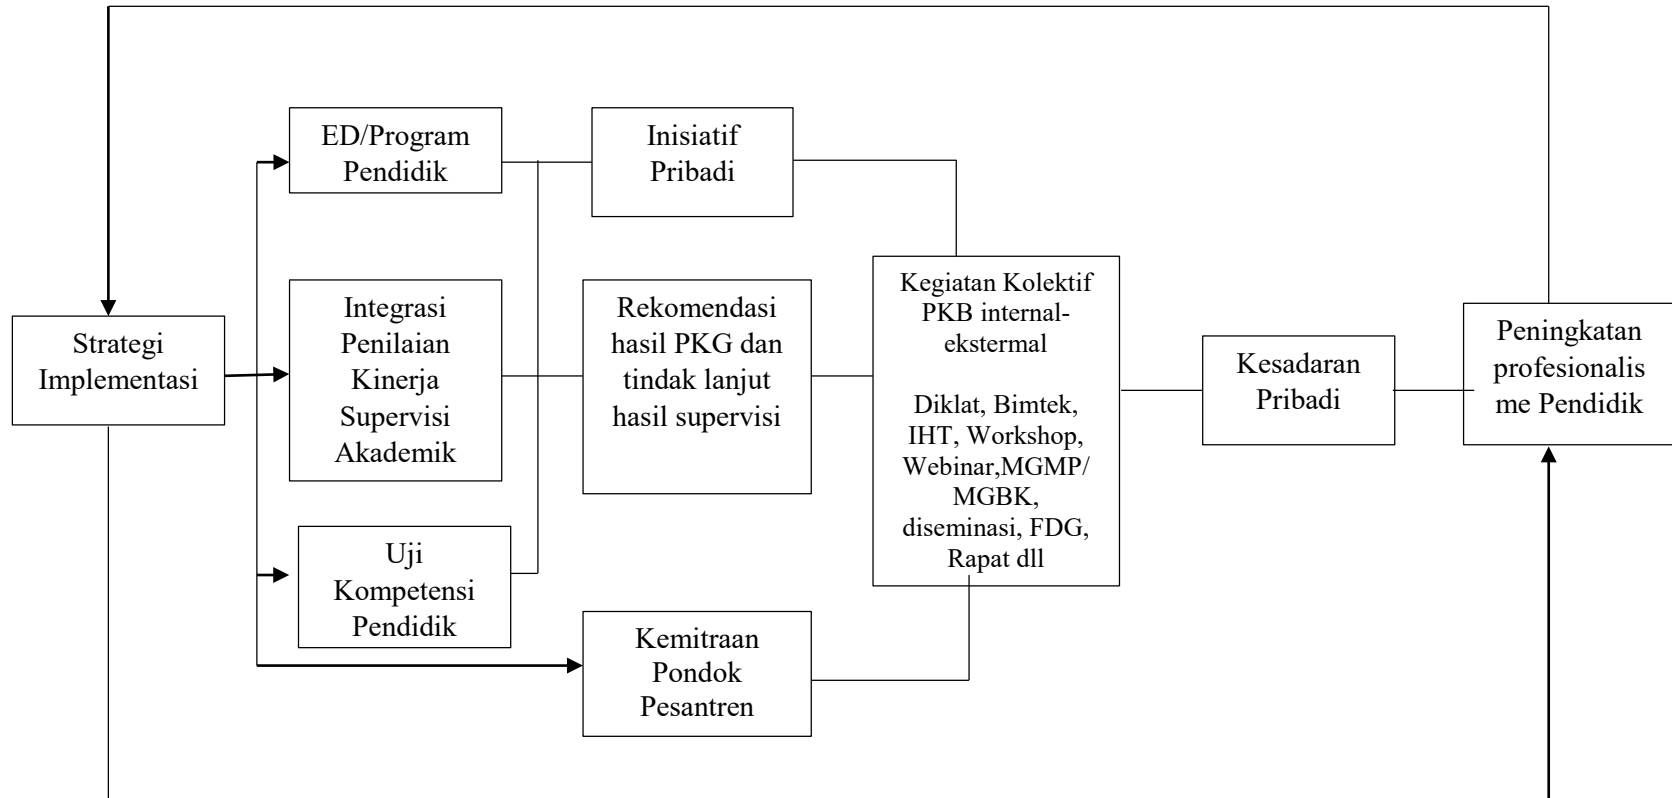 ED/Program
Pendidik
Inisiatif
Pribadi
Strategi
Implementasi
Integrasi
Penilaian
Kinerja
Supervisi
Akademik
Rekomendasi
hasil PKG dan
tindak lanjut
hasil supervisi
Uji
Kompetensi
Pendidik
Kemitraan
Pondok
Pesantren
Kegiatan Kolektif
PKB internal-
ekstermal
Diklat, Bimtek,
IHT, Workshop,
Webinar,MGMP/
MGBK,
diseminasi, FDG,
Rapat dll
Kesadaran
Pribadi
Peningkatan
profesionalis
me Pendidik